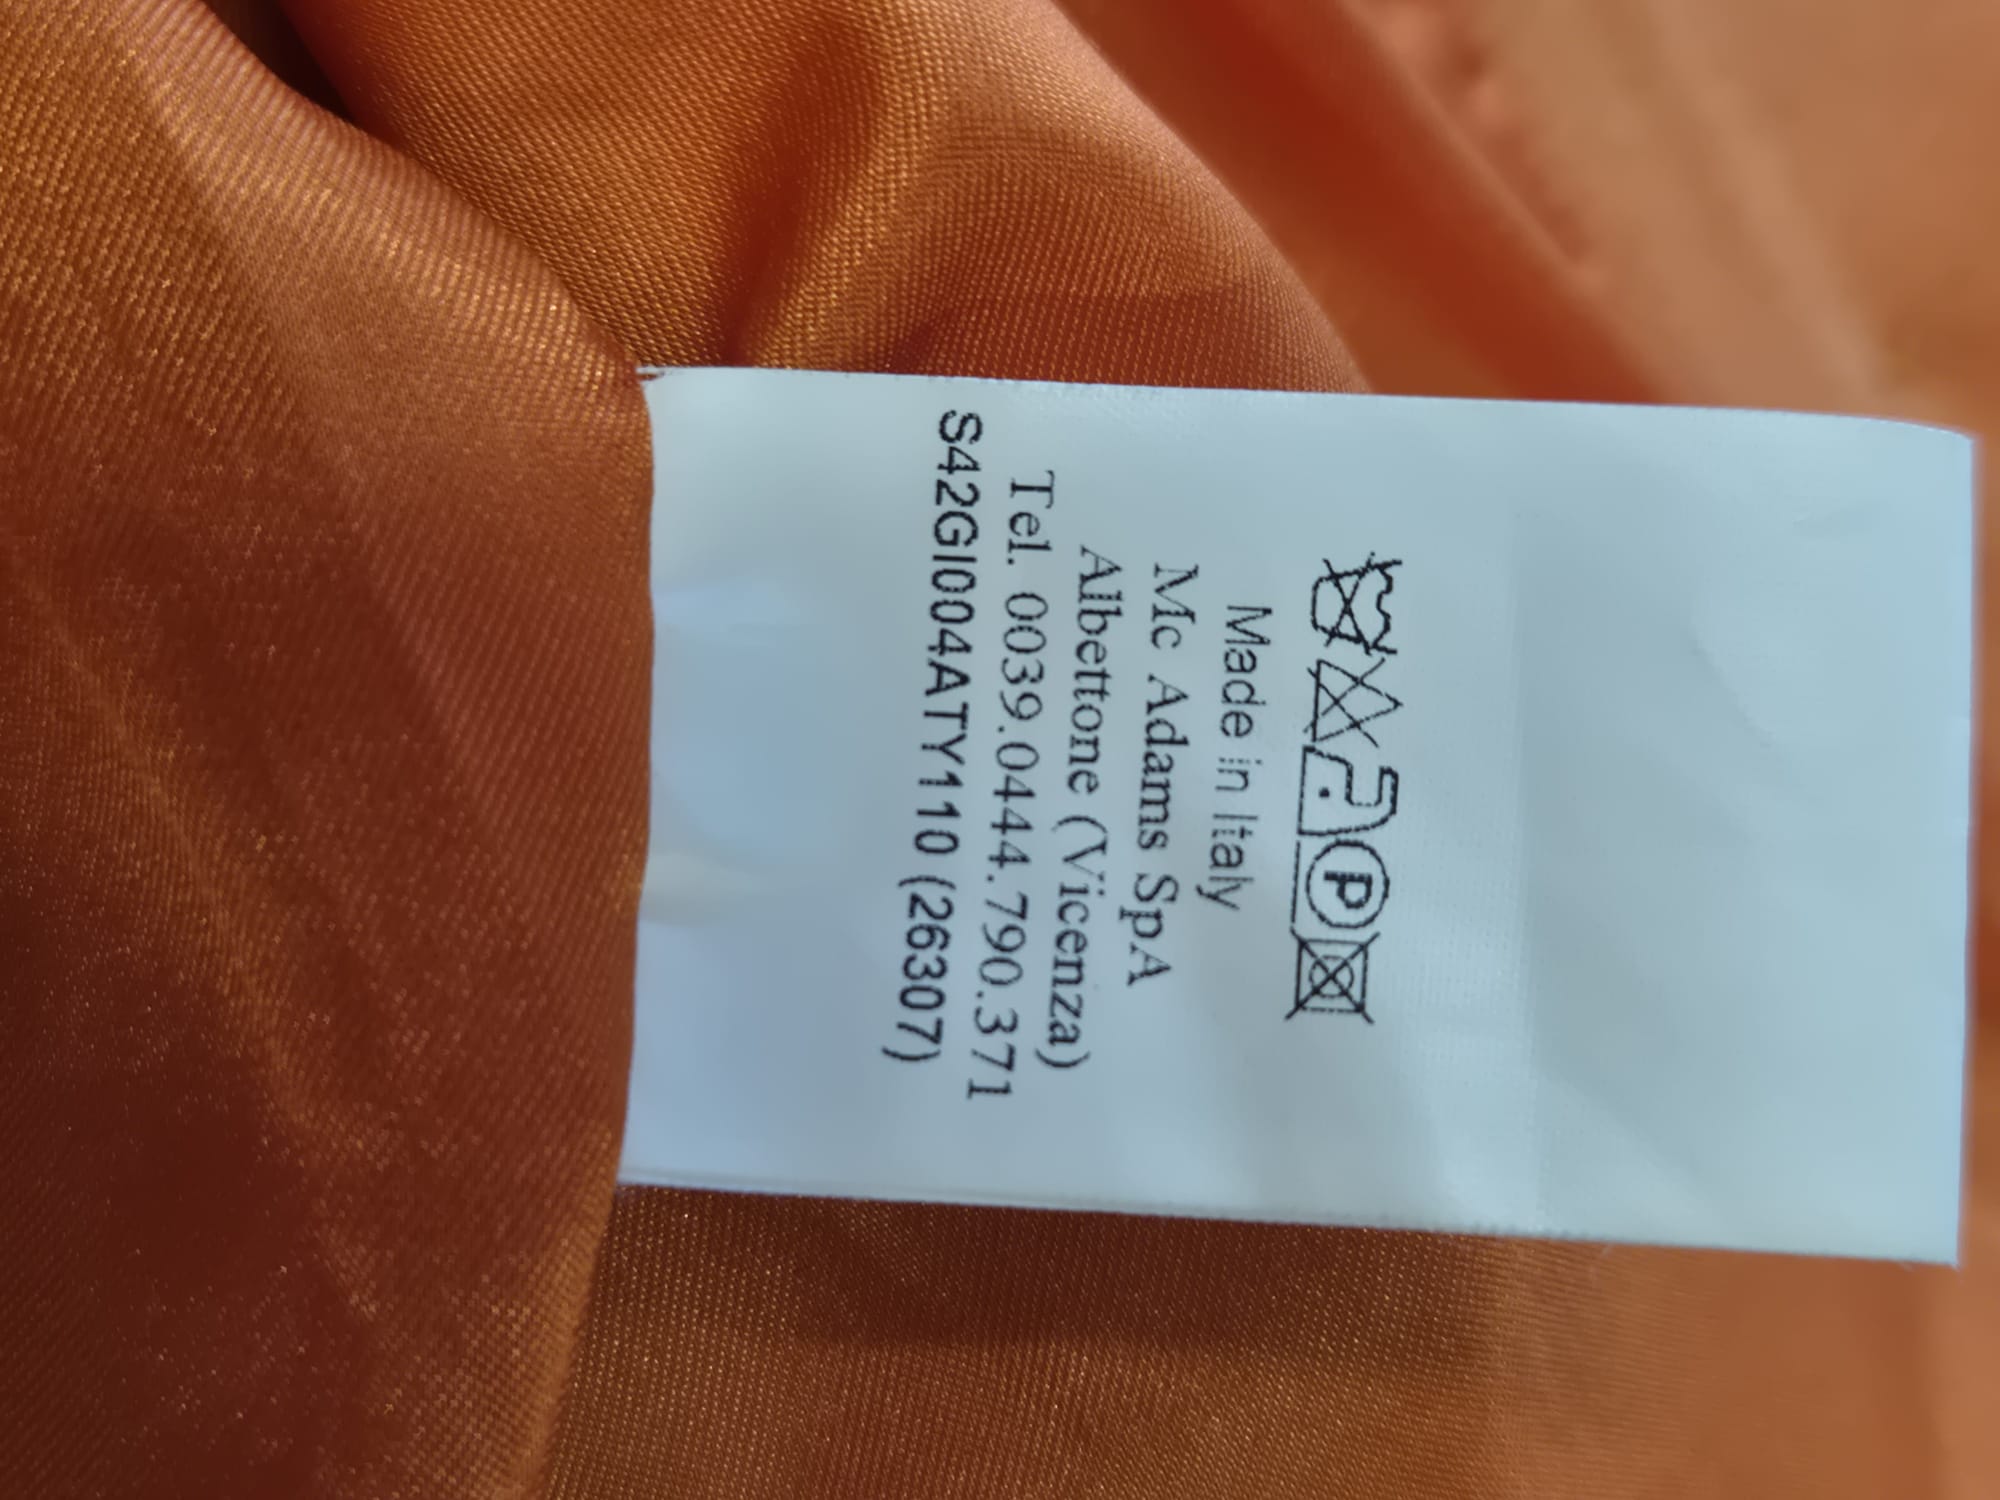 P
Made in Italy
Mc Adams SpA
Albettone (Vicenza)
Tel. 0039.0444.790.371
S42GI004ATY110 (26307)